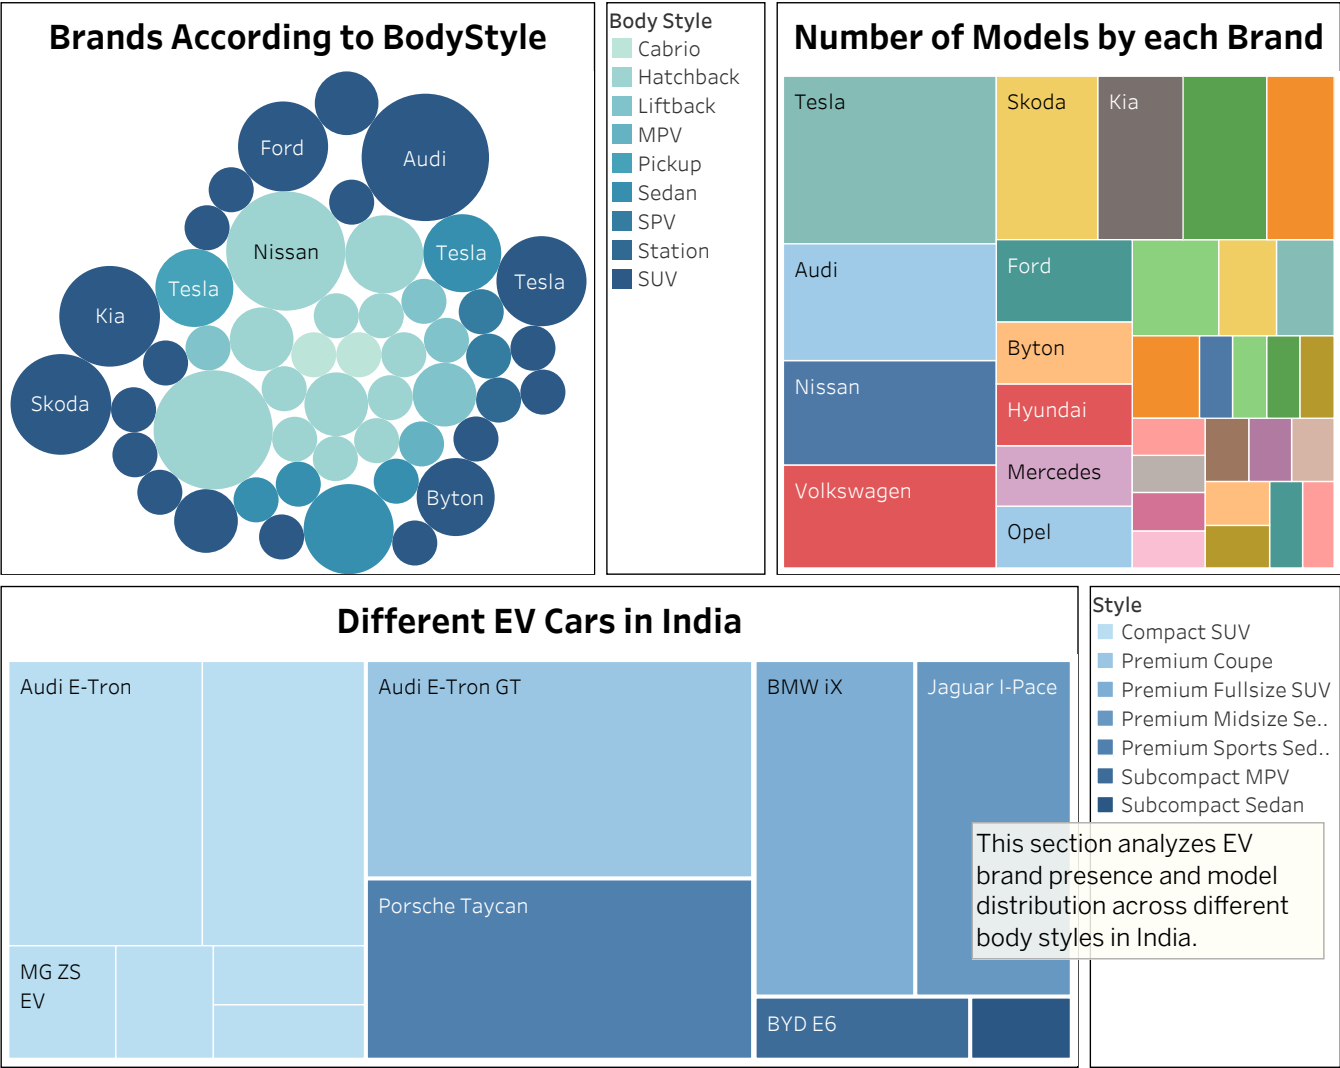 Brands According to BodyStyle
Ford
Audi
Nissan
Tesla
Tesla
Tesla
Kia
Skoda
Byton
Body Style
Cabrio
Hatchback
Liftback
MPV
Pickup
Sedan
SPV
Station
SUV
Number of Models by each Brand
Tesla
Skoda
Kia
Audi
Ford
Byton
Nissan
Hyundai
Mercedes
Volkswagen
Opel
Different EV Cars in India
Audi E-Tron
Audi E-Tron GT
BMW iX
Jaguar I-Pace
Porsche Taycan
MG ZS
EV
BYD E6
Style
Compact SUV
Premium Coupe
Premium Fullsize SUV
Premium Midsize Se..
Premium Sports Sed..
Subcompact MPV
Subcompact Sedan
This section analyzes EV
brand presence and model
distribution across different
body styles in India.